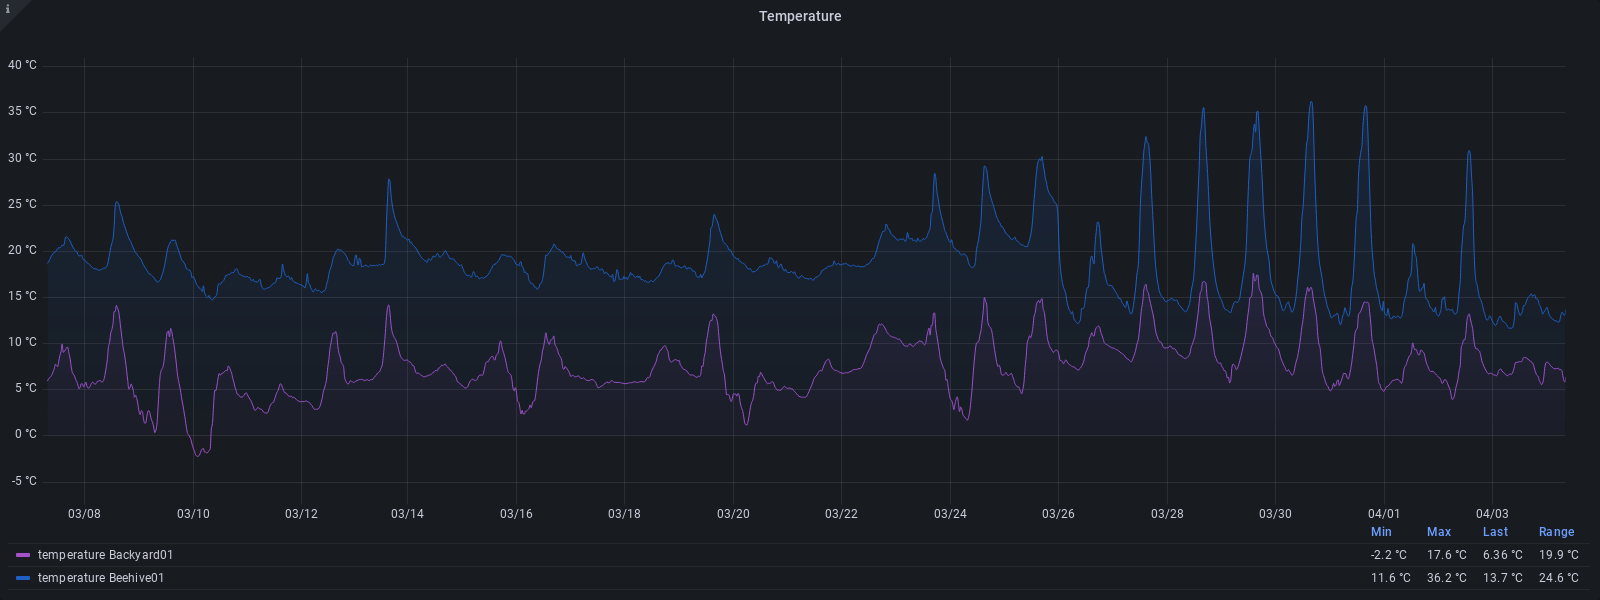 i
Temperature
40 °C
35 °C
30 °C
25 °C
20 °C
15 °C
10 °C
5 °C
0 °C
-5 °C
03/08 03/10 03/12 03/14 03/16 03/18 03/20 03/22 03/24 03/26 03/28 03/30 04/01 04/03
Min Max Last Range
temperature Backyard01 -2.2 °C 17.6 °C 6.36 °C 19.9 °C
temperature Beehive01 11.6 °C 36.2 °C 13.7 °C 24.6 °C